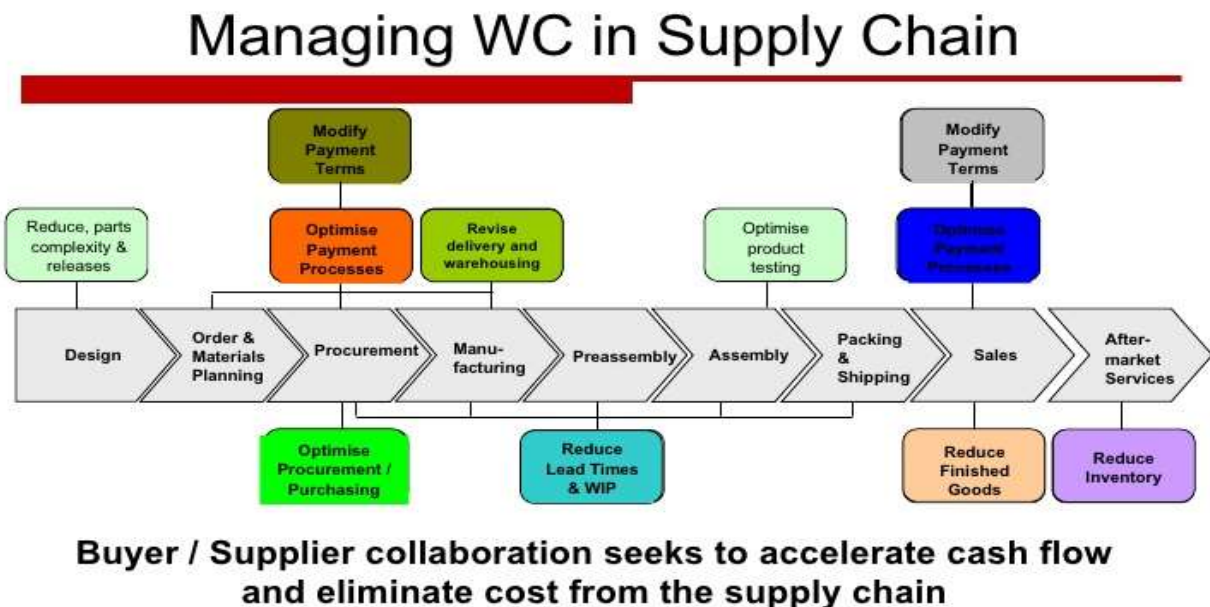 Managing WC in Supply Chain
Modify
Payment
Terms
Modify
Payment
Terms
Reduce, parts
complexity &
releases
Optimise
Payment
Processes
Revise
delivery and
warehousing
Optimise
product
testing
Optimise
Payment
Processes
Design
Order &
Materials
Planning
Procurement
Manu-
facturing
Preassembly
Assembly
Packing
&
Shipping
Sales
After-
market
Services
Optimise
Procurement /
Purchasing
Reduce
Lead Times
& WIP
Reduce
Finished
Goods
Reduce
Inventory
Buyer / Supplier collaboration seeks to accelerate cash flow
and eliminate cost from the supply chain